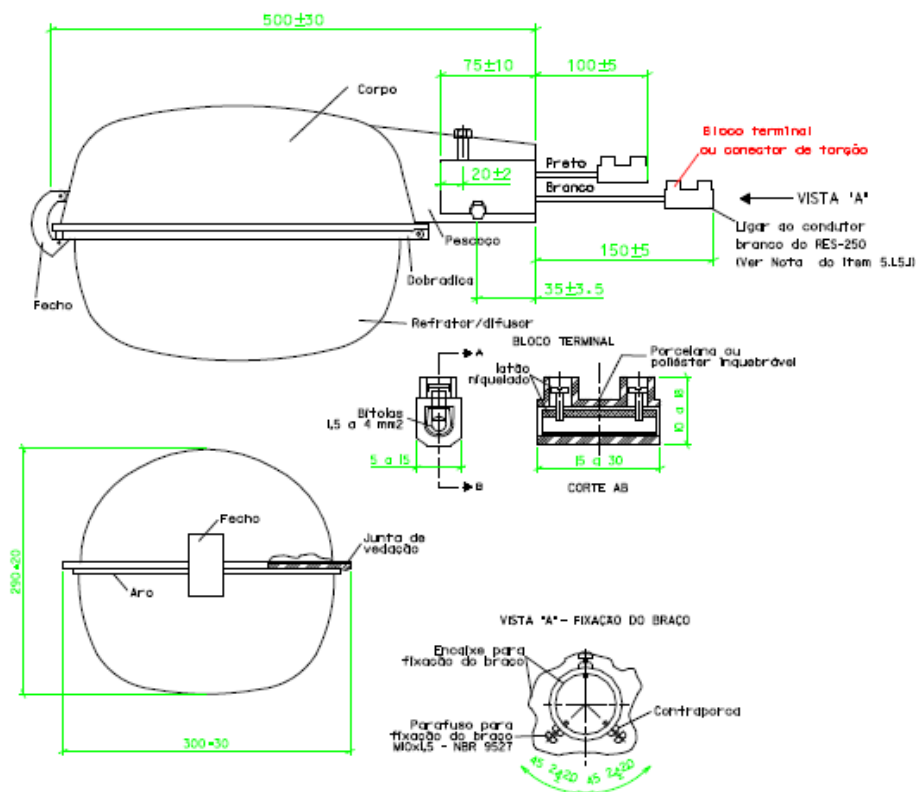 500±30
75±10
100±5
Corpo
Bloco terminal
ou conector de torção
Preto
20±2
Branco
VISTA "A"
Pescoço
Ligar ao condutor
branco do RES-250
(Ver Nota do Item 5.1.5.1)
150±5
Dobradiça
35±3.5
Fecho
Refrator/difusor
BLOCO TERMINAL
Porcelana ou
poliéster inquebrável
A
latão
niquelado
Bitolas
1,5 a 4 mm2
10 a 18
5 a 15
15 a 30
B
CORTE AB
Fecho
Junta de
vedação
290±20
Aro
VISTA "A" - FIXAÇÃO DO BRAÇO
Encaixe para
fixação do braço
Contraporca
Parafuso para
fixação do braço
M10x1,5 - NBR 9527
300±30